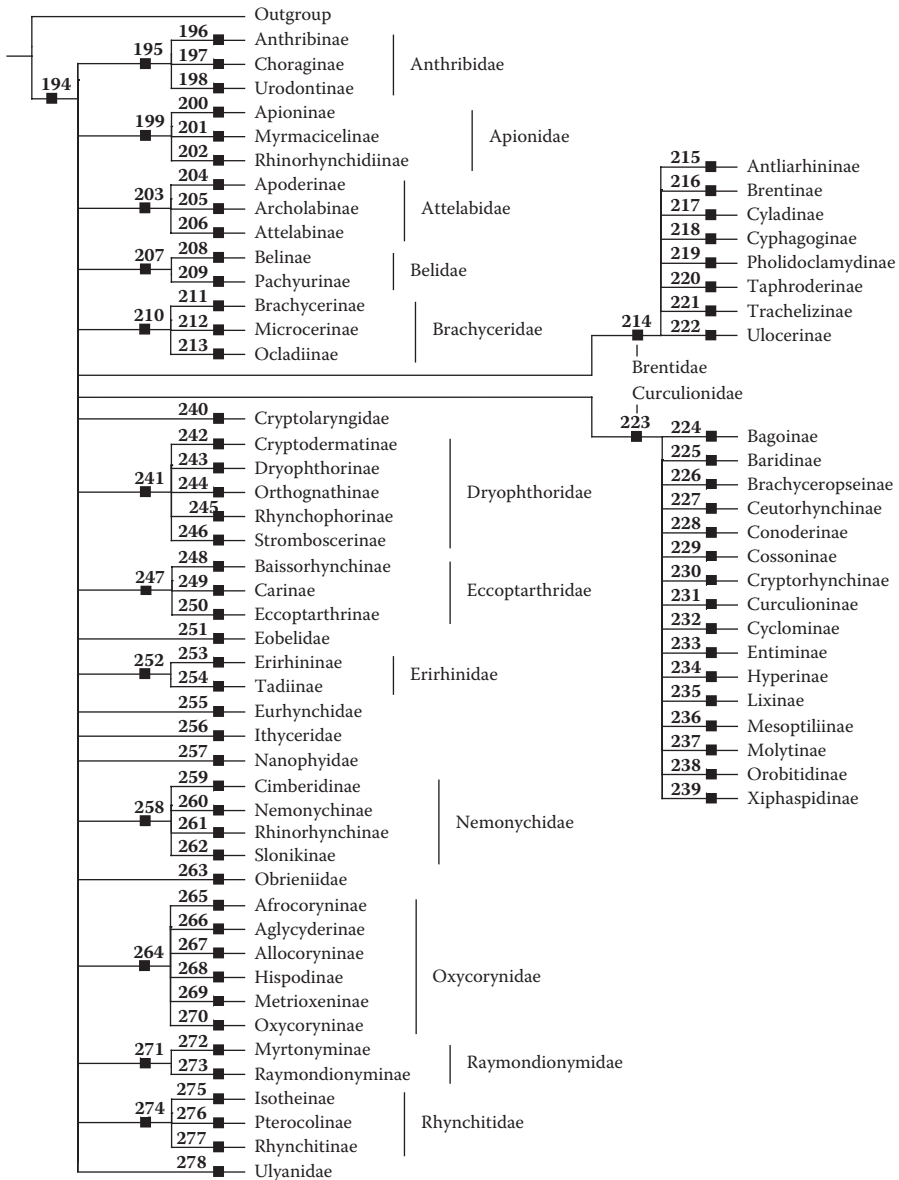 Outgroup
194
195
196 Anthribinae
197 Choraginae
198 Urodontinae
Anthribidae
199
200 Apioninae
201 Myrmacicelinae
202 Rhinorhynchidiinae
Apionidae
203
204 Apoderinae
205 Archolabinae
206 Attelabinae
Attelabidae
207
208 Belinae
209 Pachyurinae
Belidae
210
211 Brachycerinae
212 Microcerinae
213 Ocladiinae
Brachyceridae
214
Brentidae
215 Antliarhininae
216 Brentinae
217 Cyladinae
218 Cyphagoginae
219 Pholidoclamydinae
220 Taphroderinae
221 Trachelizinae
222 Ulocerinae
Curculionidae
223
224 Bagoinae
225 Baridinae
226 Brachyceropseinae
227 Ceutorhynchinae
228 Conoderinae
229 Cossoninae
230 Cryptorhynchinae
231 Curculioninae
232 Cyclominae
233 Entiminae
234 Hyperinae
235 Lixinae
236 Mesoptiliinae
237 Molytinae
238 Orobitidinae
239 Xiphaspidinae
240 Cryptolaryngidae
241
242 Cryptodermatinae
243 Dryophthorinae
244 Orthognathinae
245 Rhynchophorinae
246 Stromboscerinae
Dryophthoridae
247
248 Baissorhynchinae
249 Carinae
250 Eccoptarthrinae
Eccoptarthridae
251 Eobelidae
252
253 Erirhininae
254 Tadiinae
Erirhinidae
255 Eurhynchidae
256 Ithyceridae
257 Nanophyidae
258
259 Cimberidinae
260 Nemonychinae
261 Rhinorhynchinae
262 Slonikinae
Nemonychidae
263 Obrieniidae
264
265 Afrocoryninae
266 Aglycyderinae
267 Allocoryninae
268 Hispodinae
269 Metrioxeninae
270 Oxycoryninae
Oxycorynidae
271
272 Myrtonyminae
273 Raymondionyminae
Raymondionymidae
274
275 Isotheinae
276 Pterocolinae
277 Rhynchitinae
Rhynchitidae
278 Ulyanidae